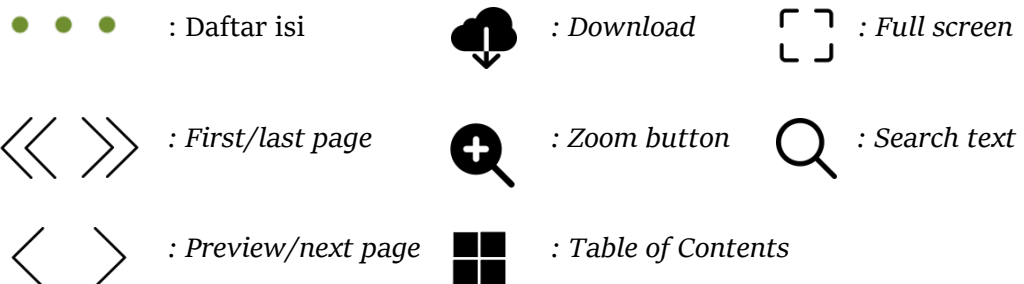 : Daftar isi
: Download
: Full screen
: First/last page
: Zoom button
: Search text
: Preview/next page
: Table of Contents